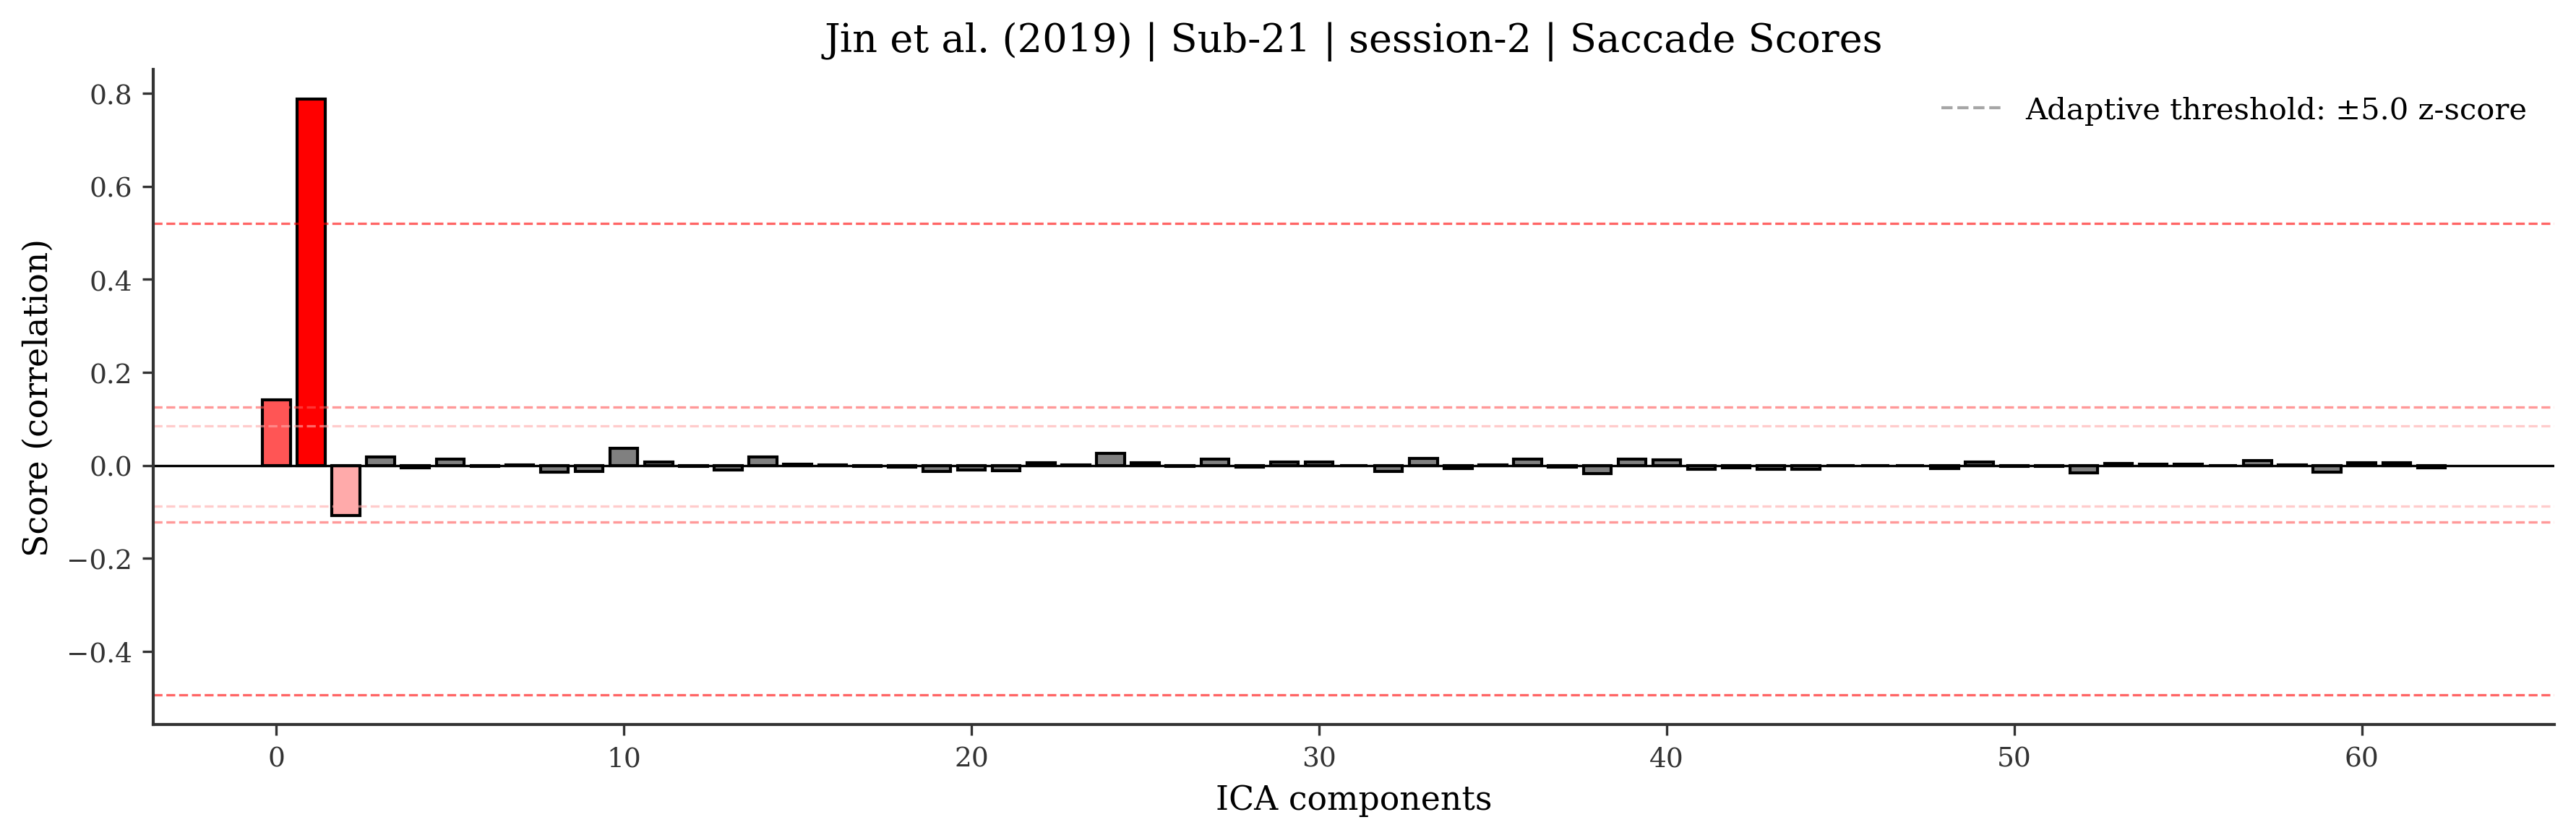 Jin et al. (2019) | Sub-21 | session-2 | Saccade Scores
Adaptive threshold: ±5.0 z-score
Score (correlation)
0.8
0.6
0.4
0.2
0.0
−0.2
−0.4
0 10 20 30 40 50 60
ICA components